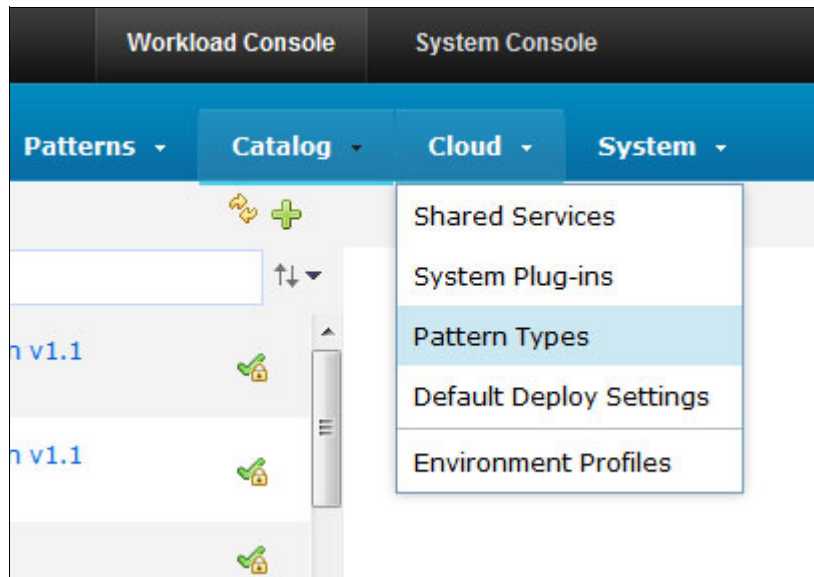 Workload Console System Console
Patterns Catalog Cloud System
Shared Services
System Plug-ins
Pattern Types
n v1.1
Default Deploy Settings
n v1.1
Environment Profiles